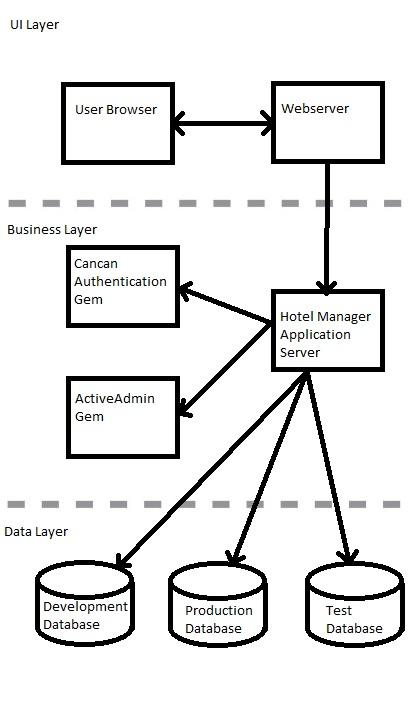 UI Layer
User Browser
Webserver
Business Layer
Cancan
Authentication
Gem
Hotel Manager
Application
Server
ActiveAdmin
Gem
Data Layer
Development
Database
Production
Database
Test
Database